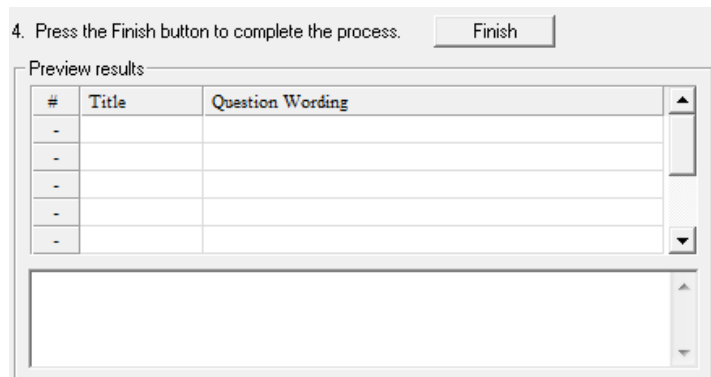 4. Press the Finish button to complete the process. Finish
Preview results
# Title Question Wording
-
-
-
-
-